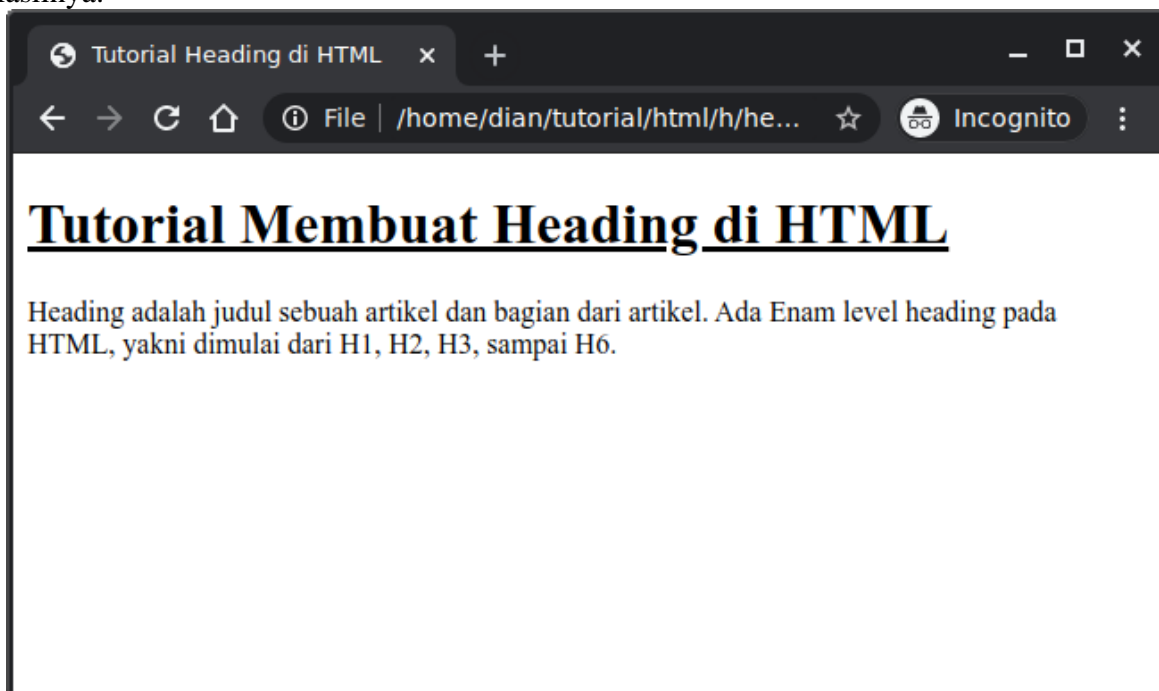 Tutorial Heading di HTML
File /home/dian/tutorial/html/h/he... Incognito
Tutorial Membuat Heading di HTML
Heading adalah judul sebuah artikel dan bagian dari artikel. Ada Enam level heading pada
HTML, yakni dimulai dari H1, H2, H3, sampai H6.